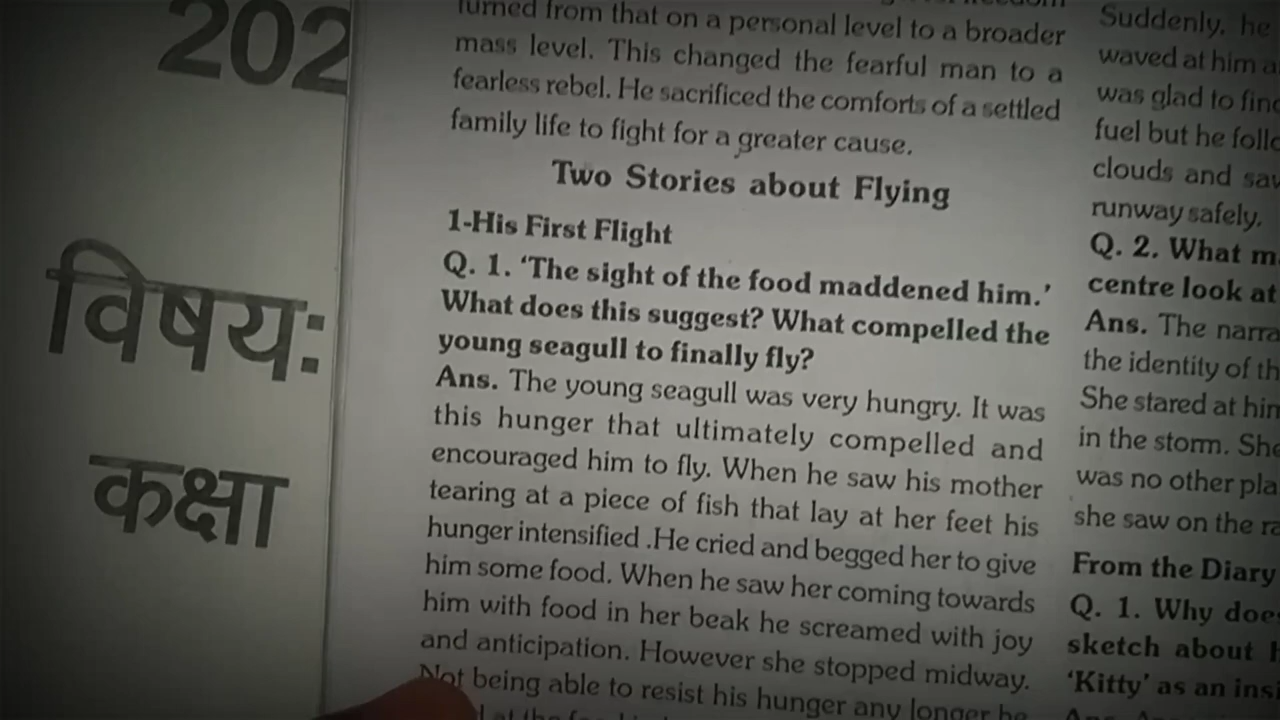 202
विषय:
कक्षा
turned from that on a personal level to a broader
mass level. This changed the fearful man to a
fearless rebel. He sacrificed the comforts of a settled
family life to fight for a greater cause.
Two Stories about Flying
1-His First Flight
Q. 1. ‘The sight of the food maddened him.’
What does this suggest? What compelled the
young seagull to finally fly?
Ans. The young seagull was very hungry. It was
this hunger that ultimately compelled and
encouraged him to fly. When he saw his mother
tearing at a piece of fish that lay at her feet his
hunger intensified .He cried and begged her to give
him some food. When he saw her coming towards
him with food in her beak he screamed with joy
and anticipation. However she stopped midway.
Not being able to resist his hunger any longer he
at the
Suddenly, he
waved at him a
was glad to find
fuel but he follo
clouds and saw
runway safely.
Q. 2. What m
centre look at
Ans. The narra
the identity of th
She stared at him
in the storm. She
was no other pla
she saw on the ra
From the Diary
Q. 1. Why does
sketch about h
‘Kitty’ as an insi